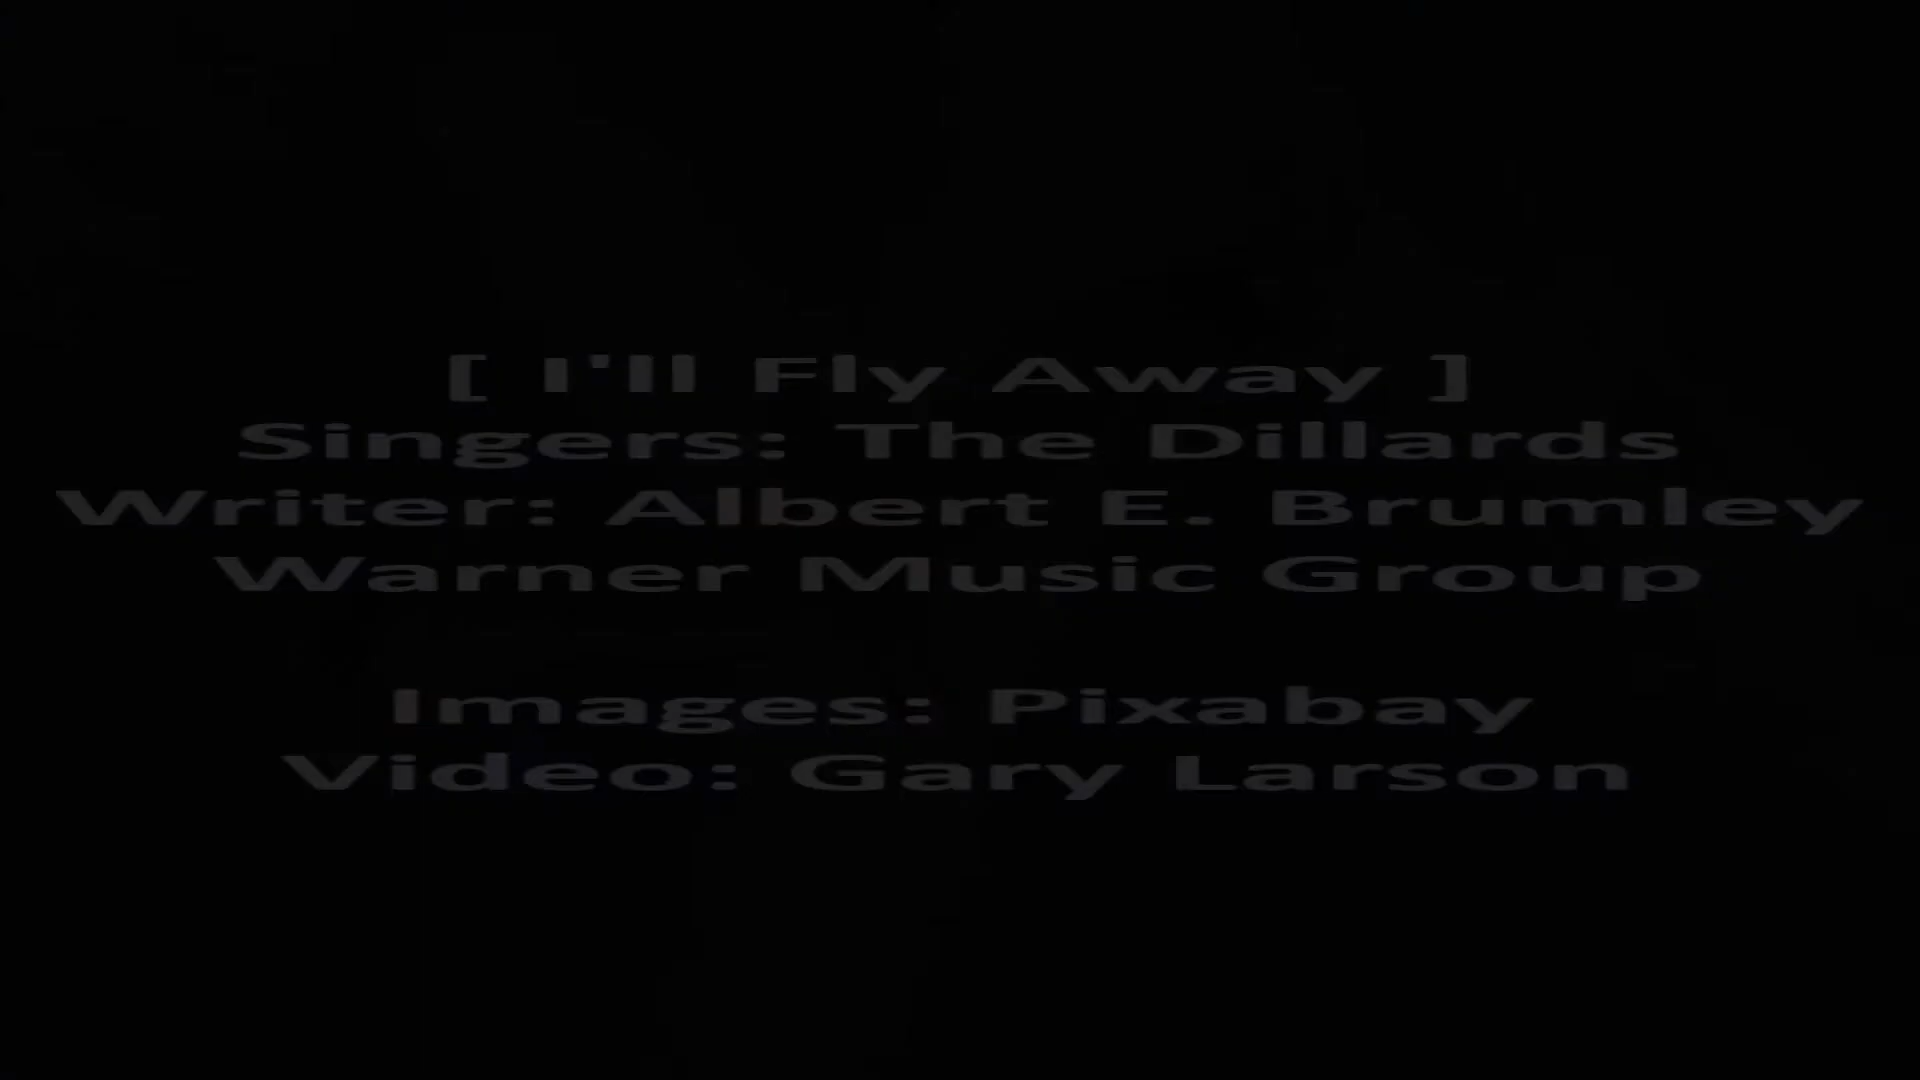 [ I'll Fly Away ]
Singers: The Dillards
Writer: Albert E. Brumley
Warner Music Group
Images: Pixabay
Video: Gary Larson